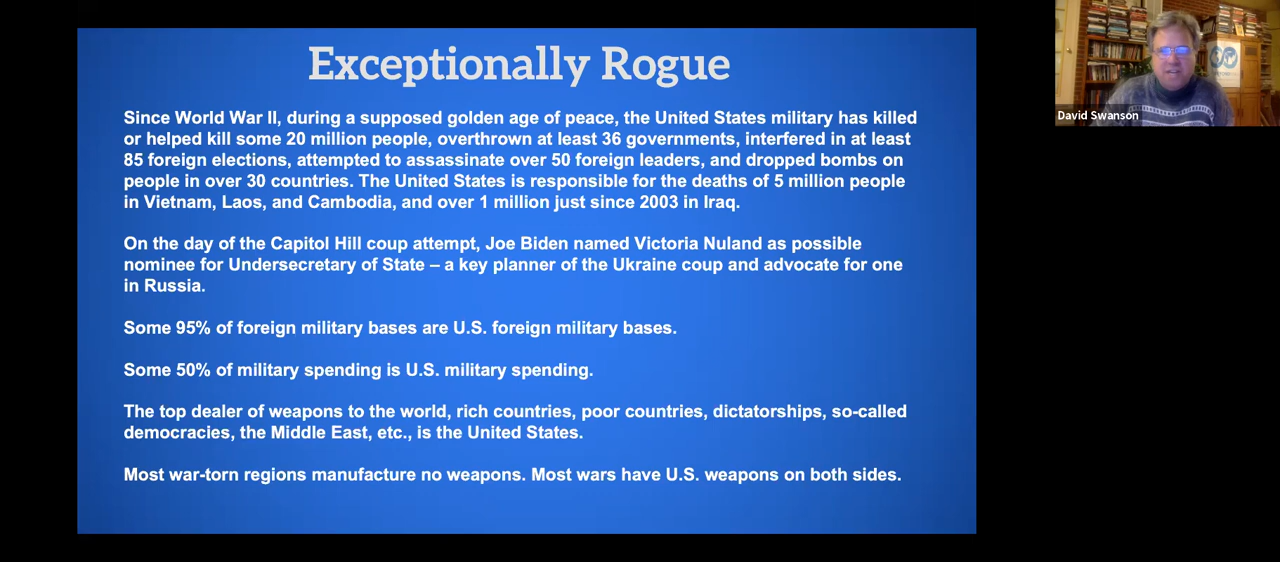 Exceptionally Rogue
Since World War II, during a supposed golden age of peace, the United States military has killed
or helped kill some 20 million people, overthrown at least 36 governments, interfered in at least
85 foreign elections, attempted to assassinate over 50 foreign leaders, and dropped bombs on
people in over 30 countries. The United States is responsible for the deaths of 5 million people
in Vietnam, Laos, and Cambodia, and over 1 million just since 2003 in Iraq.
On the day of the Capitol Hill coup attempt, Joe Biden named Victoria Nuland as possible
nominee for Undersecretary of State – a key planner of the Ukraine coup and advocate for one
in Russia.
Some 95% of foreign military bases are U.S. foreign military bases.
Some 50% of military spending is U.S. military spending.
The top dealer of weapons to the world, rich countries, poor countries, dictatorships, so-called
democracies, the Middle East, etc., is the United States.
Most war-torn regions manufacture no weapons. Most wars have U.S. weapons on both sides.
David Swanson